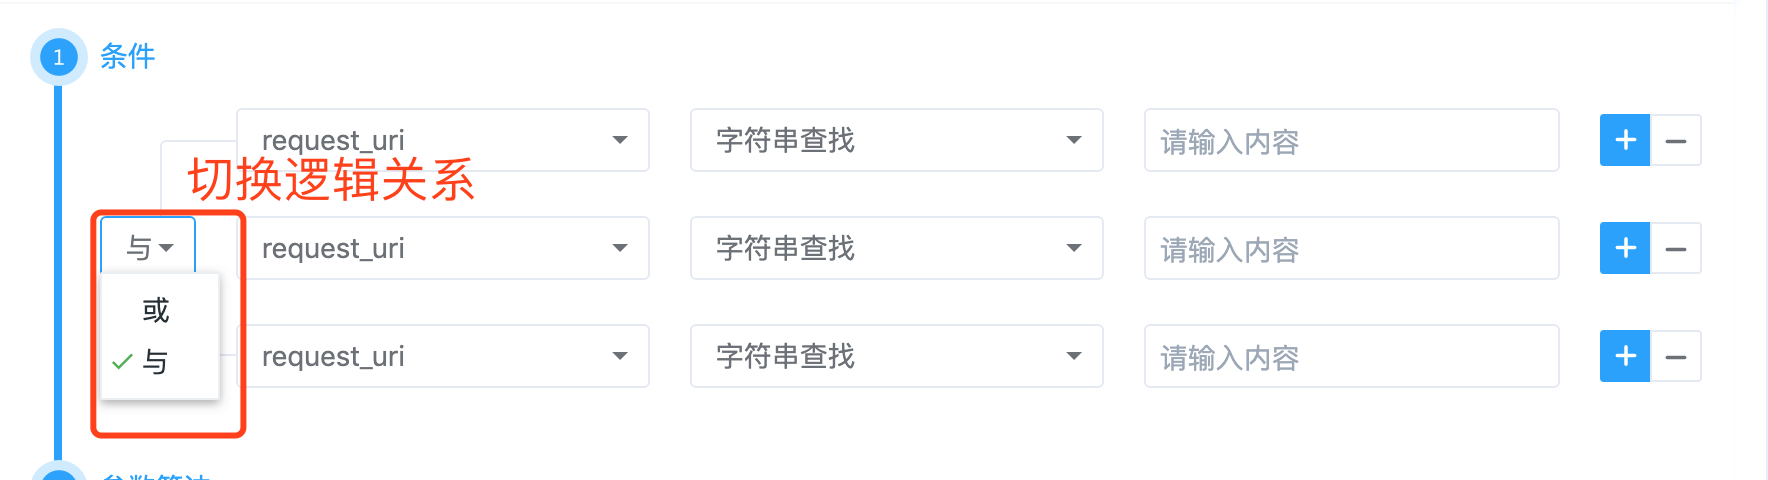 1 条件
request_uri 字符串查找 请输入内容 + −
切换逻辑关系
与 request_uri 字符串查找 请输入内容 + −
或
✓ 与
request_uri 字符串查找 请输入内容 + −